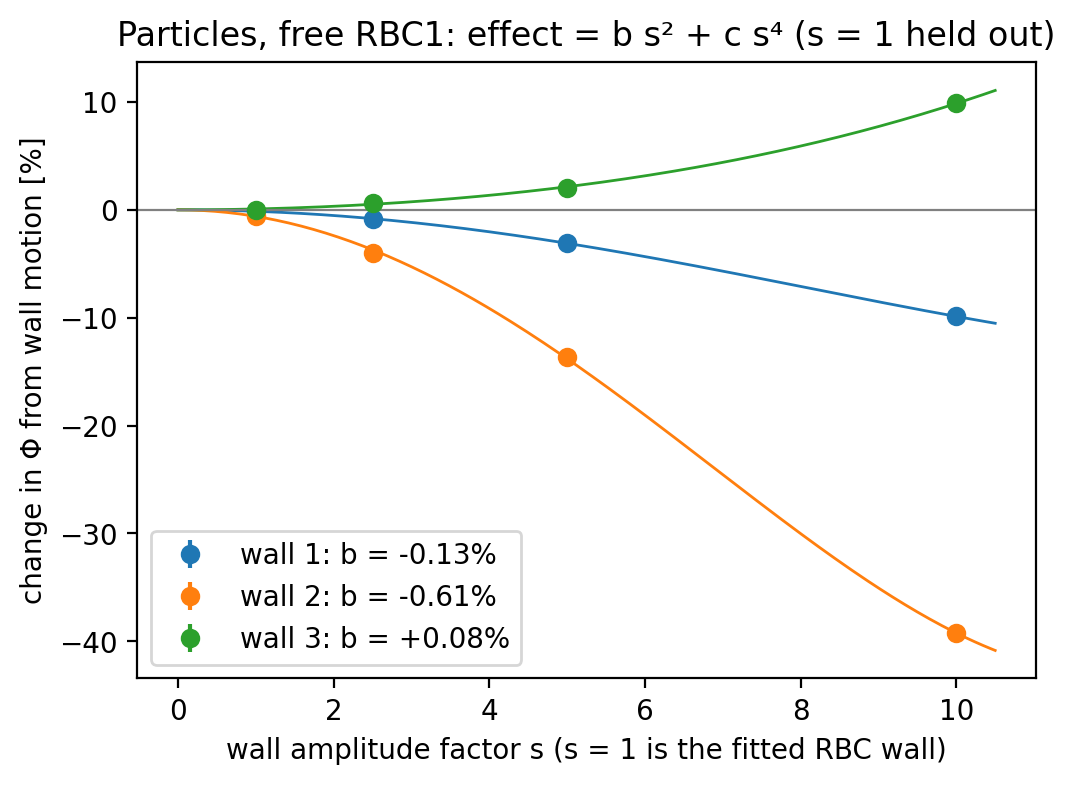 Particles, free RBC1: effect = b s² + c s⁴ (s = 1 held out)
change in Φ from wall motion [%]
10
0
−10
−20
−30
−40
wall 1: b = -0.13%
wall 2: b = -0.61%
wall 3: b = +0.08%
0 2 4 6 8 10
wall amplitude factor s (s = 1 is the fitted RBC wall)